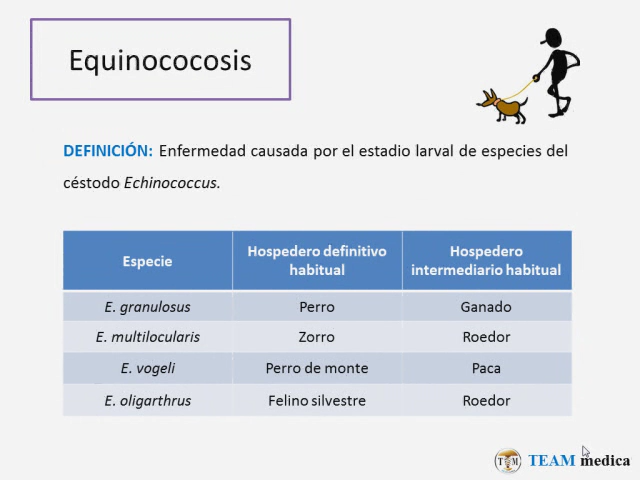 Equinococosis
DEFINICIÓN: Enfermedad causada por el estadio larval de especies del
céstodo Echinococcus.
Especie
Hospedero definitivo
habitual
Hospedero
intermediario habitual
E. granulosus Perro Ganado
E. multilocularis Zorro Roedor
E. vogeli Perro de monte Paca
E. oligarthrus Felino silvestre Roedor
T M TEAM medica